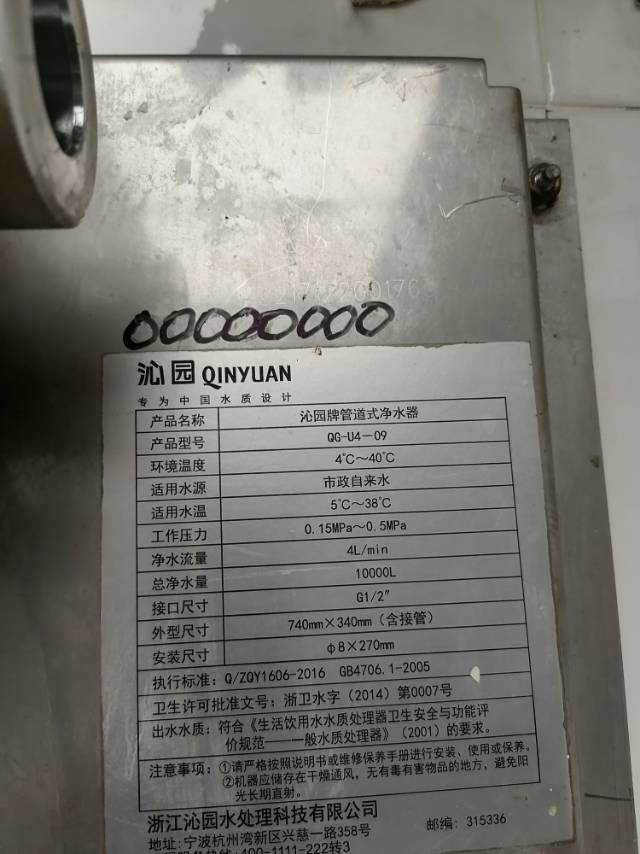 00000000
沁园 QINYUAN
专为中国水质设计
产品名称 沁园牌管道式净水器
产品型号 QG-U4-09
环境温度 4℃～40℃
适用水源 市政自来水
适用水温 5℃～38℃
工作压力 0.15MPa～0.5MPa
净水流量 4L/min
总净水量 10000L
接口尺寸 G1/2"
外型尺寸 740mm×340mm（含接管）
安装尺寸 φ8×270mm
执行标准：Q/ZQY1606-2016 GB4706.1-2005
卫生许可批准文号：浙卫水字（2014）第0007号
出水水质：符合《生活饮用水水质处理器卫生安全与功能评
价规范——一般水质处理器》（2001）的要求。
注意事项：①请严格按照说明书或维修保养手册进行安装、使用或保养。
②机器应储存在干燥通风，无有毒有害物品的地方，避免阳
光长期直射。
浙江沁园水处理科技有限公司
地址：宁波杭州湾新区兴慈一路358号 邮编：315336
400-1111-222转3